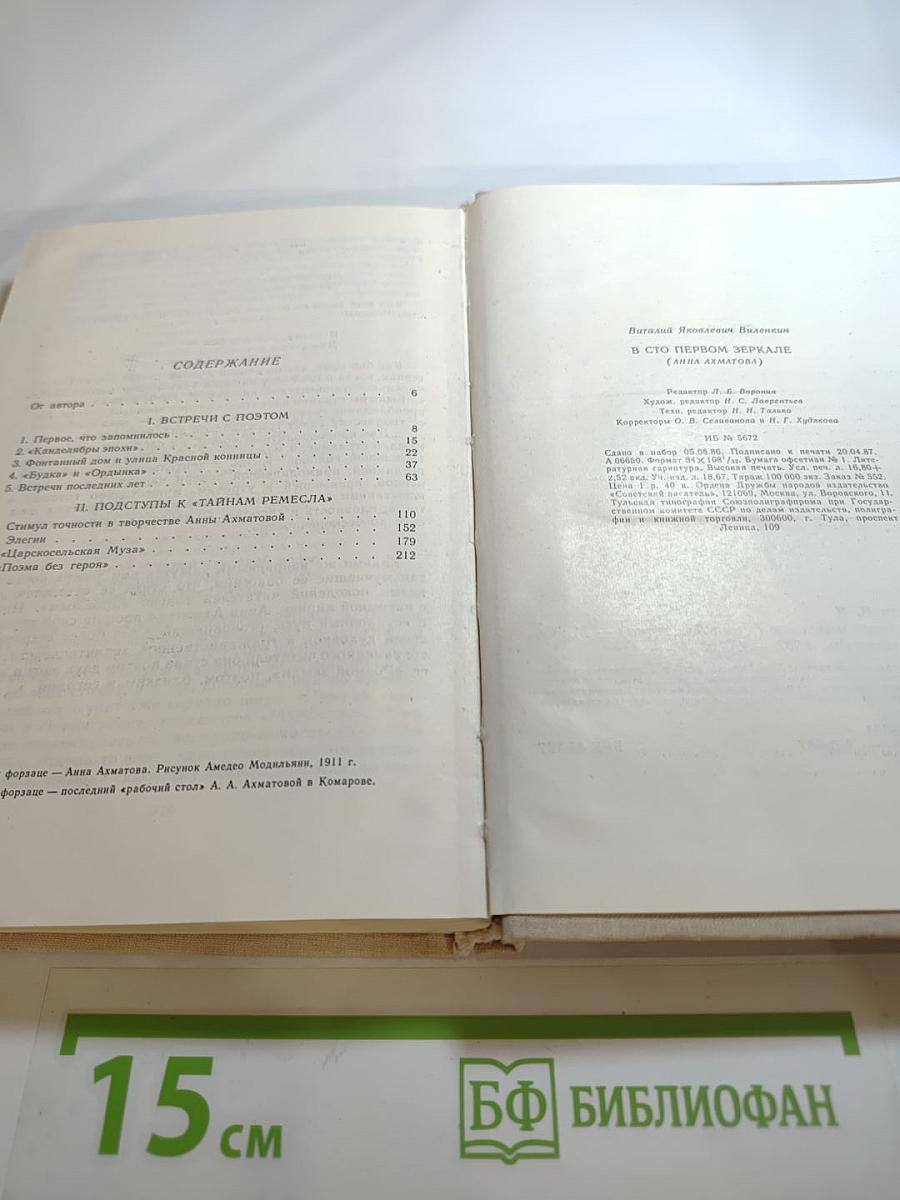 СОДЕРЖАНИЕ
От автора . . . . . . . . . . . . . . . 6
I. ВСТРЕЧИ С ПОЭТОМ
1. Первое, что запомнилось . . . . . . . . . . 8
2. «Канделябры эпохи» . . . . . . . . . . . 15
3. Фонтанный дом и улица Красной конницы . . . . . 22
4. «Будка» и «Ордынка» . . . . . . . . . . 37
5. Встречи последних лет . . . . . . . . . . 63
II. ПОДСТУПЫ К «ТАЙНАМ РЕМЕСЛА»
Стимул точности в творчестве Анны Ахматовой . . . . 110
Элегии . . . . . . . . . . . . . . . 152
«Царскосельская Муза» . . . . . . . . . . 179
«Поэма без героя» . . . . . . . . . . . 212
форзаце — Анна Ахматова. Рисунок Амедео Модильяни, 1911 г.
форзаце — последний «рабочий стол» А. А. Ахматовой в Комарове.
Виталий Яковлевич Виленкин
В СТО ПЕРВОМ ЗЕРКАЛЕ
(АННА АХМАТОВА)
Редактор Л. Б. Воронин
Худож. редактор Н. С. Лаврентьев
Техн. редактор Н. Н. Талько
Корректоры О. В. Селиванова и Н. Г. Худякова
ИБ № 5672
Сдано в набор 05.08.86. Подписано к печати 20.04.87.
А 06650. Формат 84×108¹/₃₂. Бумага офсетная № 1. Лите-
ратурная гарнитура. Высокая печать. Усл. печ. л. 16,80+
2,52 вкл. Уч.-изд. л. 18,67. Тираж 100 000 экз. Заказ № 552.
Цена 1 р. 40 к. Ордена Дружбы народов издательство
«Советский писатель», 121069, Москва, ул. Воровского, 11.
Тульская типография Союзполиграфпрома при Государ-
ственном комитете СССР по делам издательств, полигра-
фии и книжной торговли, 300600, г. Тула, проспект
Ленина, 109
15 см
БФ БИБЛИОФАН